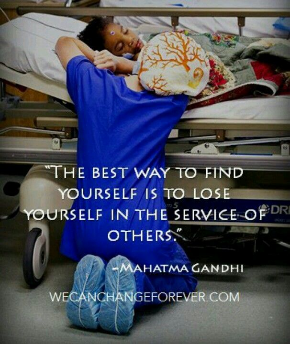 “The best way to find
yourself is to lose
yourself in the service of
others.”
~Mahatma Gandhi
WECANCHANGEFOREVER.COM